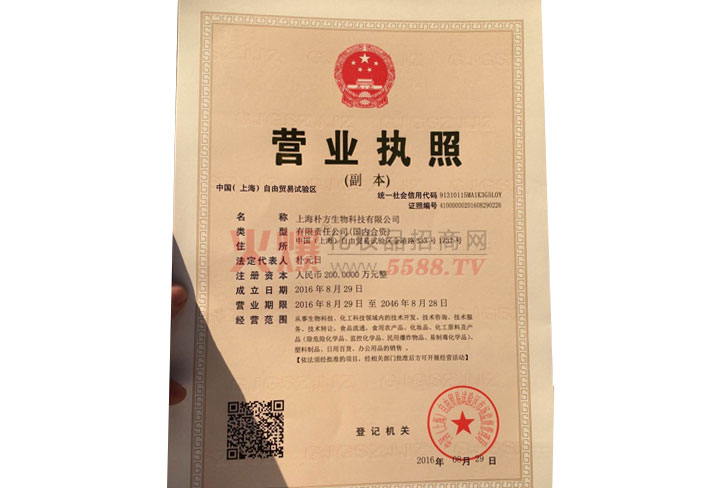 营业执照
(副 本)
中国(上海)自由贸易试验区
统一社会信用代码 91310115MA1K3G5L0Y
证照编号 41000000201608290226
名 称 上海朴方生物科技有限公司
类 型 有限责任公司(国内合资)
住 所 中国(上海)自由贸易试验区
法定代表人 朴元日
注册资本 人民币200.0000万元整
成立日期 2016年8月29日
营业期限 2016年8月29日 至 2046年8月28日
经营范围 从事生物科技、化工科技领域内的技术开发、技术咨询、技术服
务、技术转让,食品流通,食用农产品、化妆品、化工原料及产
品(除危险化学品、监控化学品、民用爆炸物品、易制毒化学品)、
塑料制品、日用百货、办公用品的销售。
【依法须经批准的项目,经相关部门批准后方可开展经营活动】
火爆化妆品招商网
www.5588.TV
登记机关
2016年 08月 29日